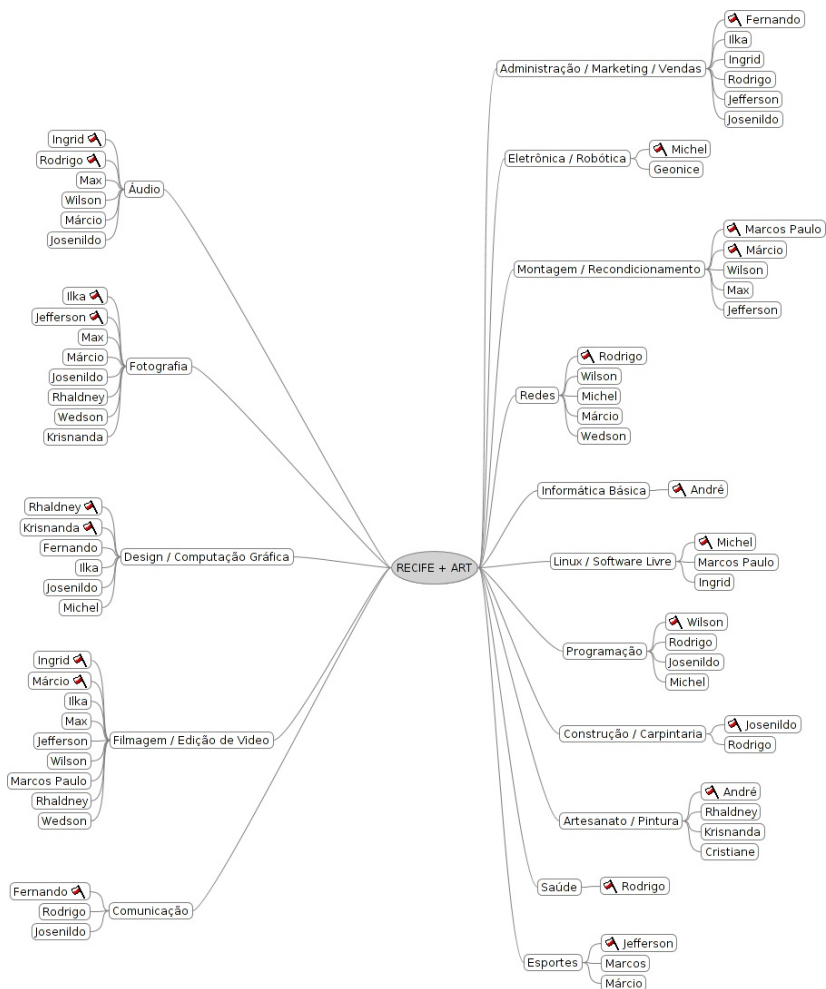 RECIFE + ART
Áudio
Ingrid
Rodrigo
Max
Wilson
Márcio
Josenildo
Fotografia
Ilka
Jefferson
Max
Márcio
Josenildo
Rhaldney
Wedson
Krisnanda
Design / Computação Gráfica
Rhaldney
Krisnanda
Fernando
Ilka
Josenildo
Michel
Filmagem / Edição de Video
Ingrid
Márcio
Ilka
Max
Jefferson
Wilson
Marcos Paulo
Rhaldney
Wedson
Comunicação
Fernando
Rodrigo
Josenildo
Administração / Marketing / Vendas
Fernando
Ilka
Ingrid
Rodrigo
Jefferson
Josenildo
Eletrônica / Robótica
Michel
Geonice
Montagem / Recondicionamento
Marcos Paulo
Márcio
Wilson
Max
Jefferson
Redes
Rodrigo
Wilson
Michel
Márcio
Wedson
Informática Básica
André
Linux / Software Livre
Michel
Marcos Paulo
Ingrid
Programação
Wilson
Rodrigo
Josenildo
Michel
Construção / Carpintaria
Josenildo
Rodrigo
Artesanato / Pintura
André
Rhaldney
Krisnanda
Cristiane
Saúde
Rodrigo
Esportes
Jefferson
Marcos
Márcio